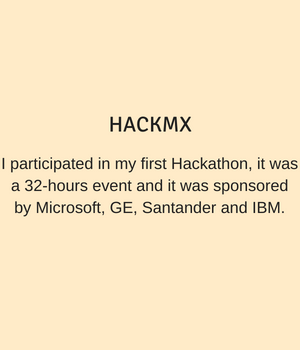 HACKMX
I participated in my first Hackathon, it was
a 32-hours event and it was sponsored
by Microsoft, GE, Santander and IBM.